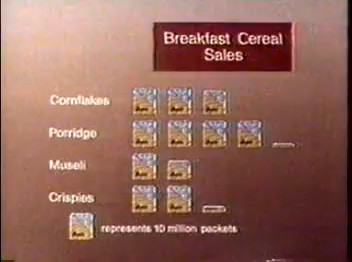 Breakfast Cereal
Sales
Cornflakes
Porridge
Museli
Crispies
represents 10 million packets